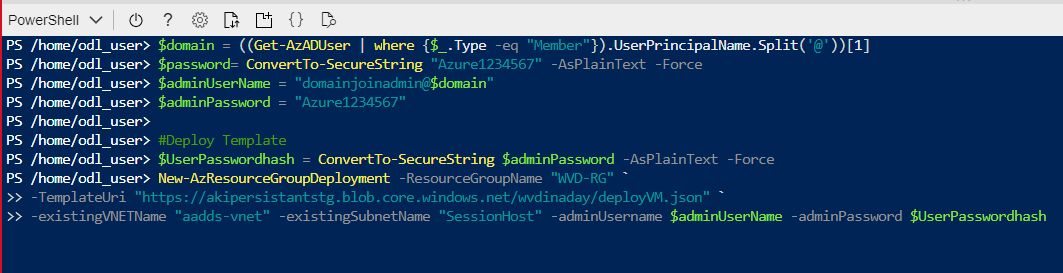 PowerShell
PS /home/odl_user> $domain = ((Get-AzADUser | where {$_.Type -eq "Member"}).UserPrincipalName.Split('@'))[1]
PS /home/odl_user> $password= ConvertTo-SecureString "Azure1234567" -AsPlainText -Force
PS /home/odl_user> $adminUserName = "domainjoinadmin@$domain"
PS /home/odl_user> $adminPassword = "Azure1234567"
PS /home/odl_user>
PS /home/odl_user> #Deploy Template
PS /home/odl_user> $UserPasswordhash = ConvertTo-SecureString $adminPassword -AsPlainText -Force
PS /home/odl_user> New-AzResourceGroupDeployment -ResourceGroupName "WVD-RG" `
>> -TemplateUri "https://akipersistantstg.blob.core.windows.net/wvdinaday/deployVM.json" `
>> -existingVNETName "aadds-vnet" -existingSubnetName "SessionHost" -adminUsername $adminUserName -adminPassword $UserPasswordhash